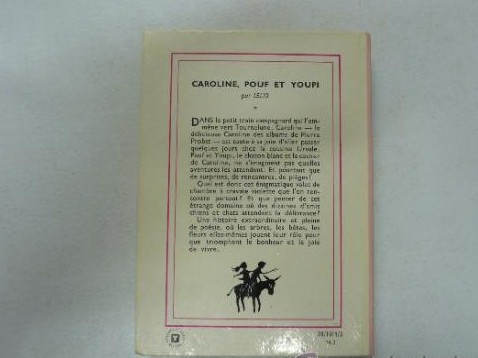 CAROLINE, POUF ET YOUPI
par LELIO
DANS le petit train campagnard qui l'em-
mène vers Tournelune, Caroline — la
délicieuse Caroline des albums de Pierre
Probst — est toute à sa joie d'aller passer
quelques jours chez la cousine Ursule.
Pouf et Youpi, le chaton blanc et le cocker
de Caroline, ne s'imaginent pas quelles
aventures les attendent. Et pourtant que
de surprises, de rencontres, de pièges!
Quel est donc cet énigmatique valet de
chambre à cravate violette que l'on ren-
contre partout? Et que penser de cet
étrange domaine où des dizaines d'émit
chiens et chats attendent la délivrance?
Une histoire extraordinaire et pleine
de poésie, où les arbres, les bêtes, les
fleurs elles-mêmes jouent leur rôle pour
que triomphent le bonheur et la joie
de vivre.